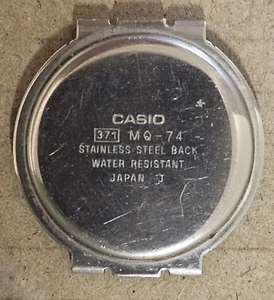 CASIO
371 MQ-74
STAINLESS STEEL BACK
WATER RESISTANT
JAPAN J